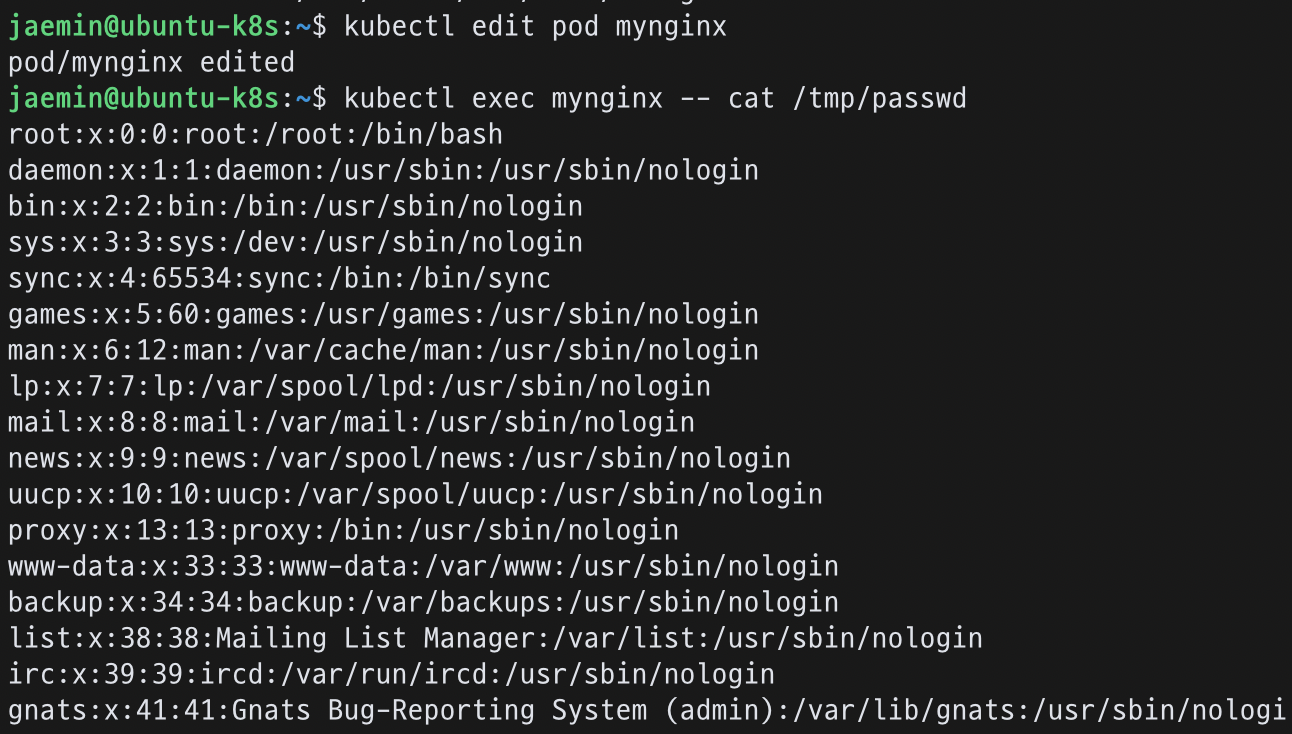 jaemin@ubuntu-k8s:~$ kubectl edit pod mynginx
pod/mynginx edited
jaemin@ubuntu-k8s:~$ kubectl exec mynginx -- cat /tmp/passwd
root:x:0:0:root:/root:/bin/bash
daemon:x:1:1:daemon:/usr/sbin:/usr/sbin/nologin
bin:x:2:2:bin:/bin:/usr/sbin/nologin
sys:x:3:3:sys:/dev:/usr/sbin/nologin
sync:x:4:65534:sync:/bin:/bin/sync
games:x:5:60:games:/usr/games:/usr/sbin/nologin
man:x:6:12:man:/var/cache/man:/usr/sbin/nologin
lp:x:7:7:lp:/var/spool/lpd:/usr/sbin/nologin
mail:x:8:8:mail:/var/mail:/usr/sbin/nologin
news:x:9:9:news:/var/spool/news:/usr/sbin/nologin
uucp:x:10:10:uucp:/var/spool/uucp:/usr/sbin/nologin
proxy:x:13:13:proxy:/bin:/usr/sbin/nologin
www-data:x:33:33:www-data:/var/www:/usr/sbin/nologin
backup:x:34:34:backup:/var/backups:/usr/sbin/nologin
list:x:38:38:Mailing List Manager:/var/list:/usr/sbin/nologin
irc:x:39:39:ircd:/var/run/ircd:/usr/sbin/nologin
gnats:x:41:41:Gnats Bug-Reporting System (admin):/var/lib/gnats:/usr/sbin/nologi